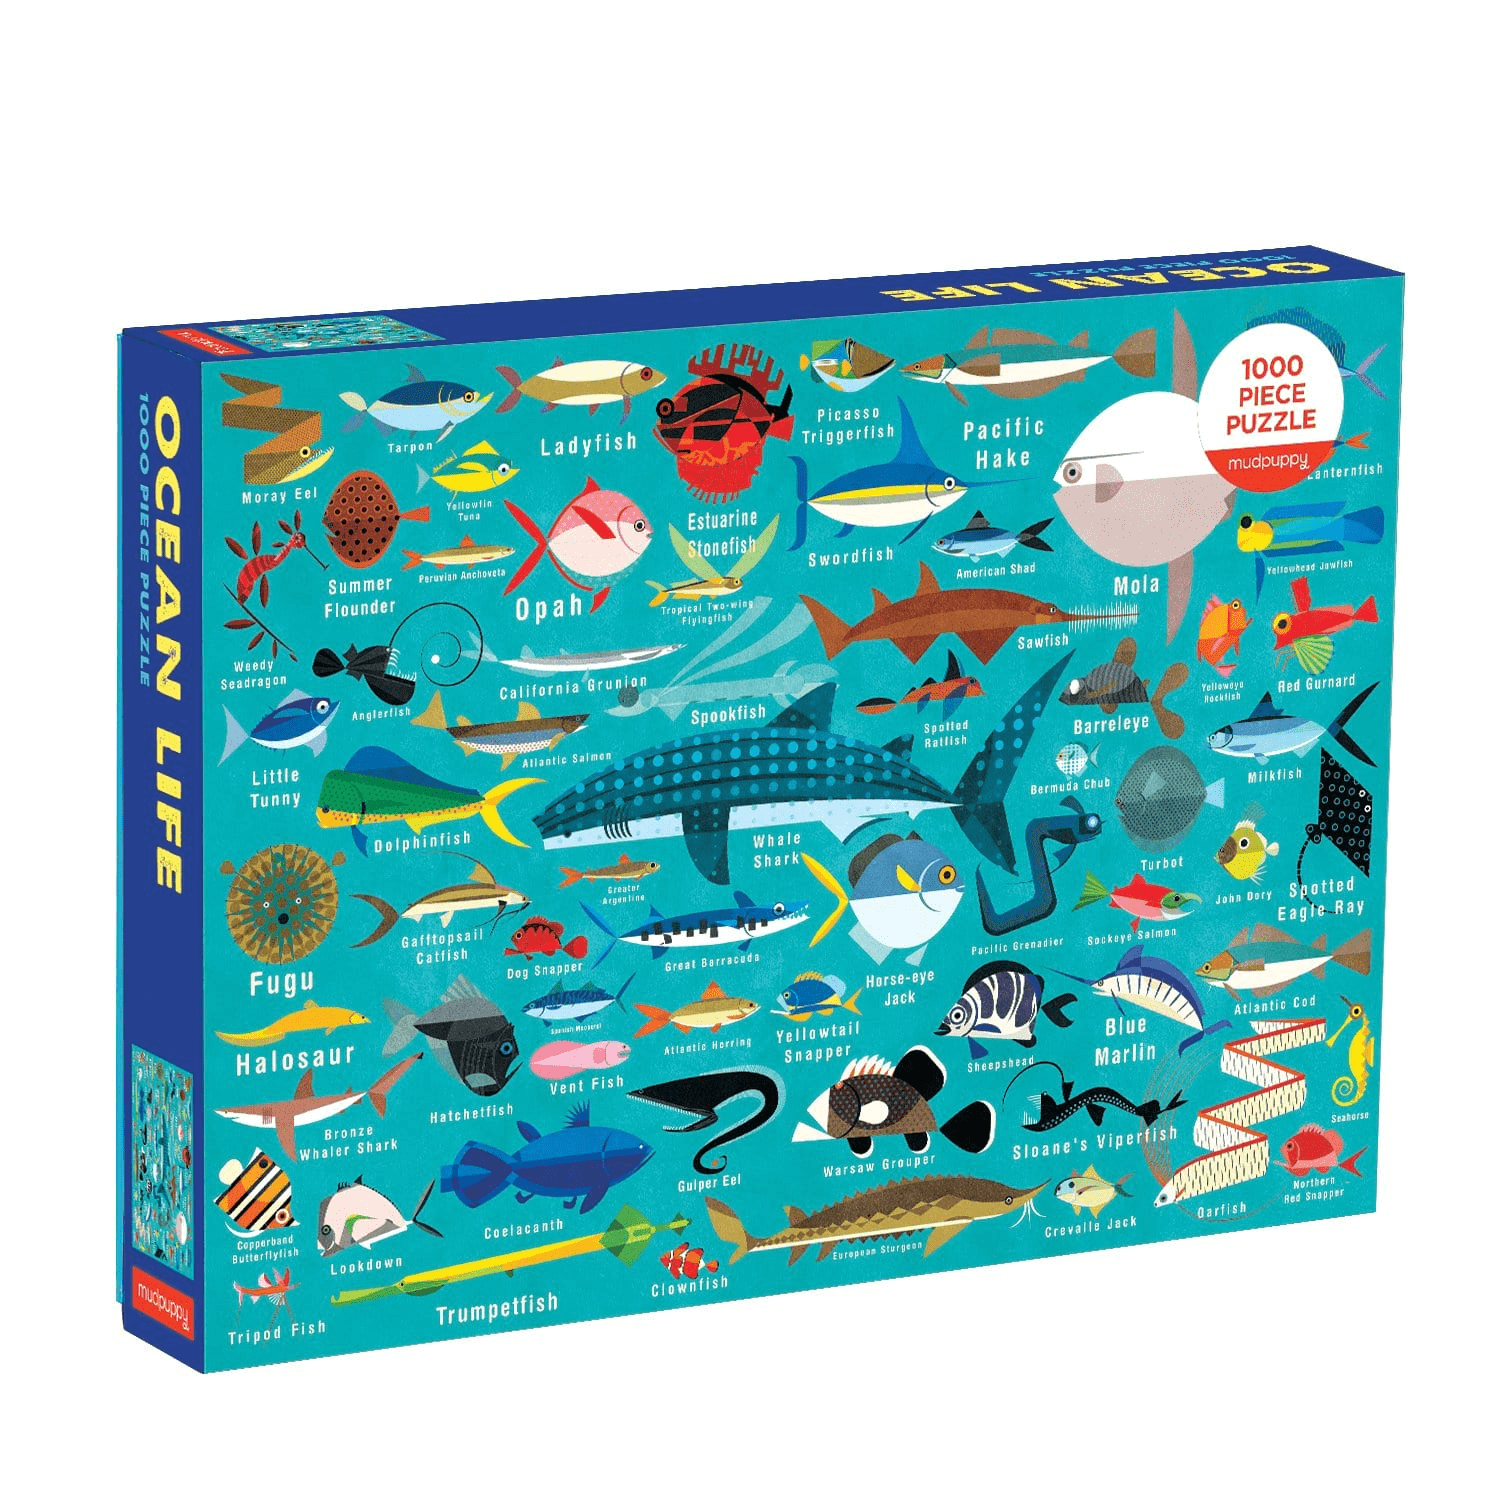 OCEAN LIFE
1000 PIECE PUZZLE
mudpuppy
OCEAN LIFE
1000 PIECE PUZZLE
mudpuppy
1000
PIECE
PUZZLE
mudpuppy
Moray Eel
Tarpon
Ladyfish
Yellowfin
Tuna
Estuarine
Stonefish
Picasso
Triggerfish
Pacific
Hake
Lanternfish
Summer
Flounder
Peruvian Anchoveta
Opah
Tropical Two-wing
Flyingfish
Swordfish
American Shad
Mola
Yellowhead Jawfish
Weedy
Seadragon
Anglerfish
California Grunion
Spookfish
Sawfish
Spotted
Ratfish
Barreleye
Yelloweye
Rockfish
Red Gurnard
Little
Tunny
Atlantic Salmon
Dolphinfish
Whale
Shark
Bermuda Chub
Turbot
Milkfish
John Dory
Spotted
Eagle Ray
Fugu
Gafftopsail
Catfish
Greater
Argentine
Dog Snapper
Great Barracuda
Horse-eye
Jack
Pacific Grenadier
Sockeye Salmon
Halosaur
Hatchetfish
Spanish Mackerel
Vent Fish
Atlantic Herring
Yellowtail
Snapper
Sheepshead
Blue
Marlin
Atlantic Cod
Seahorse
Bronze
Whaler Shark
Gulper Eel
Warsaw Grouper
Sloane's Viperfish
Northern
Red Snapper
Copperband
Butterflyfish
Lookdown
Coelacanth
European Sturgeon
Crevalle Jack
Oarfish
Tripod Fish
Trumpetfish
Clownfish